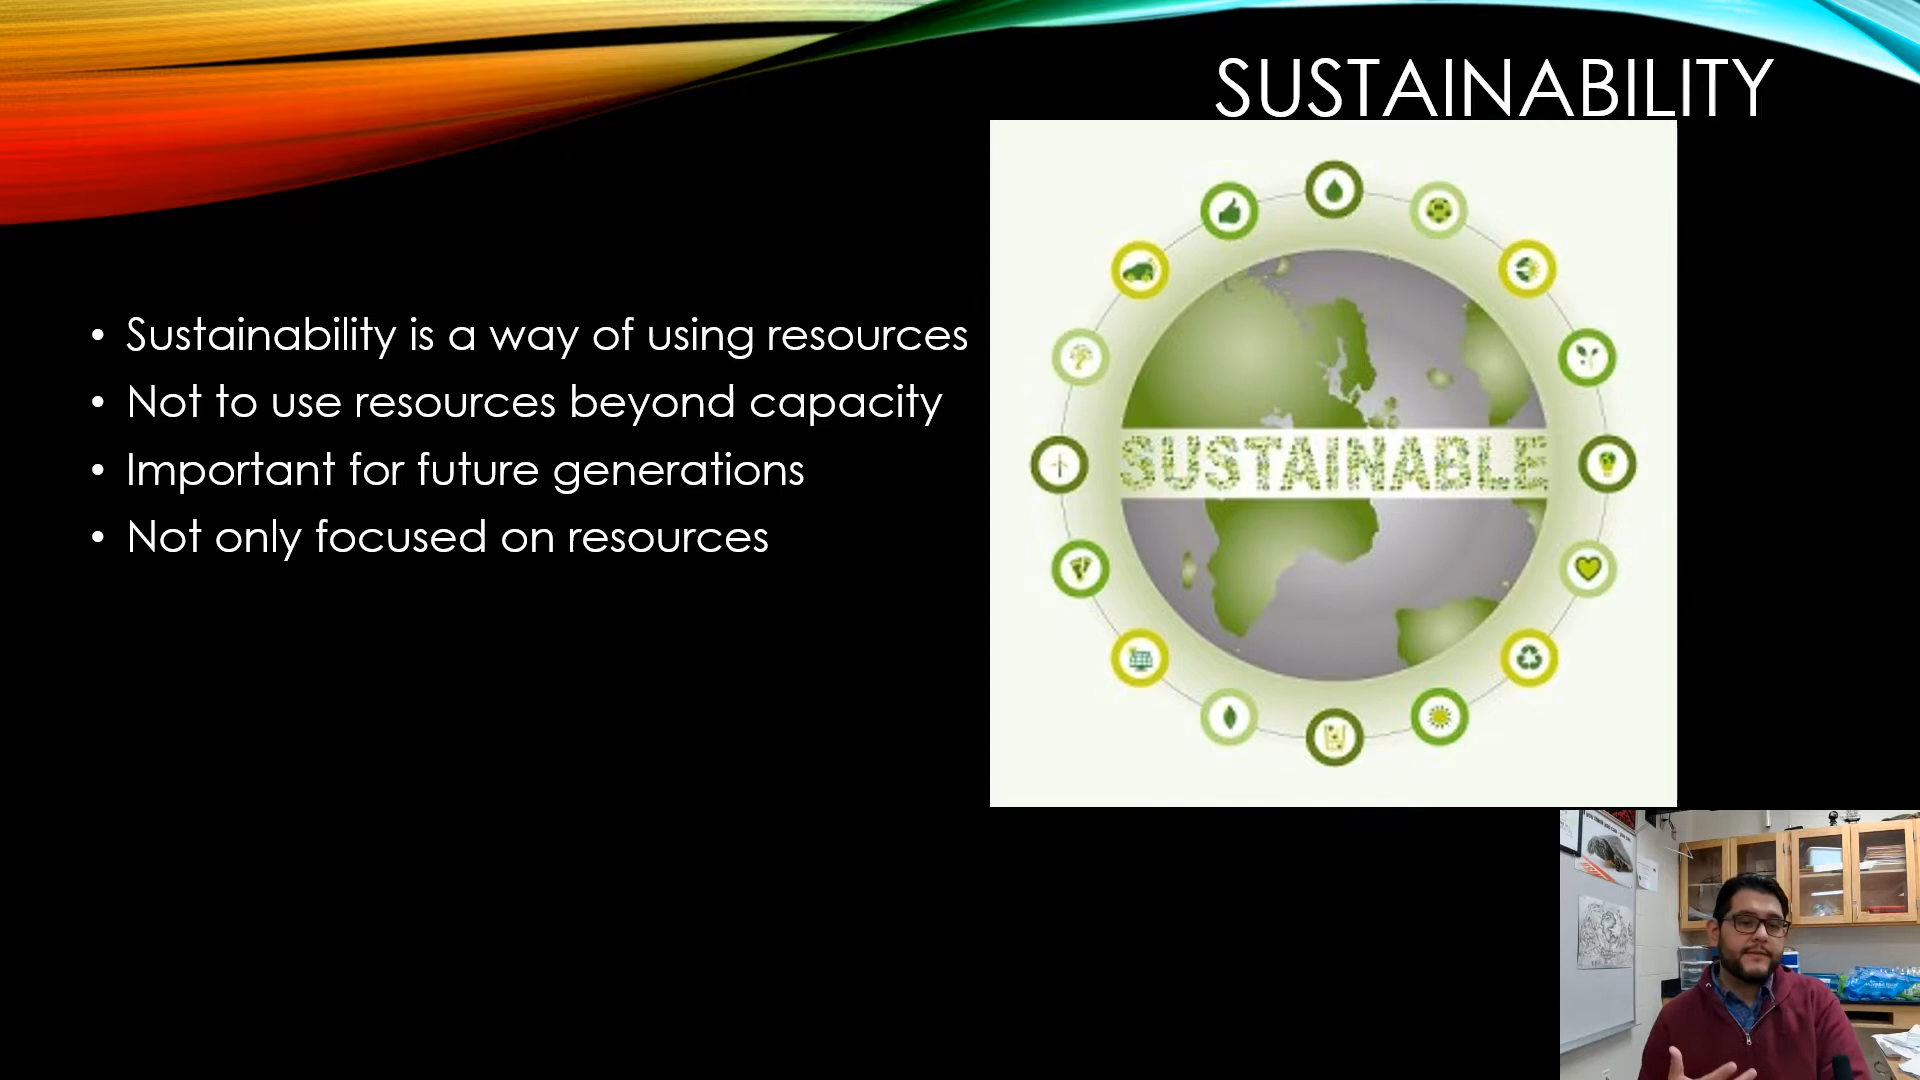 SUSTAINABILITY
• Sustainability is a way of using resources
• Not to use resources beyond capacity
• Important for future generations
• Not only focused on resources
SUSTAINABLE